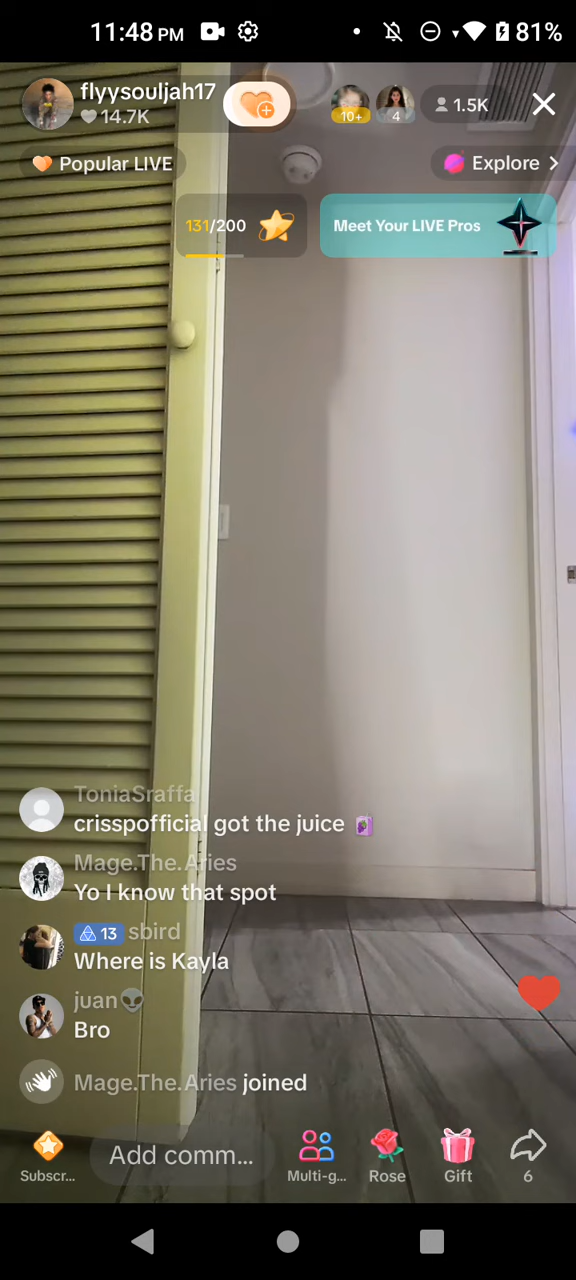 11:48 PM
81%
flyysouljah17
14.7K
10+
4
1.5K
Popular LIVE
Explore >
131/200
Meet Your LIVE Pros
ToniaSraffa
crisspofficial got the juice 🧃
Mage.The.Aries
Yo I know that spot
13 sbird
Where is Kayla
juan👽
Bro
Mage.The.Aries joined
Add comm...
Subscr...
Multi-g...
Rose
Gift
6